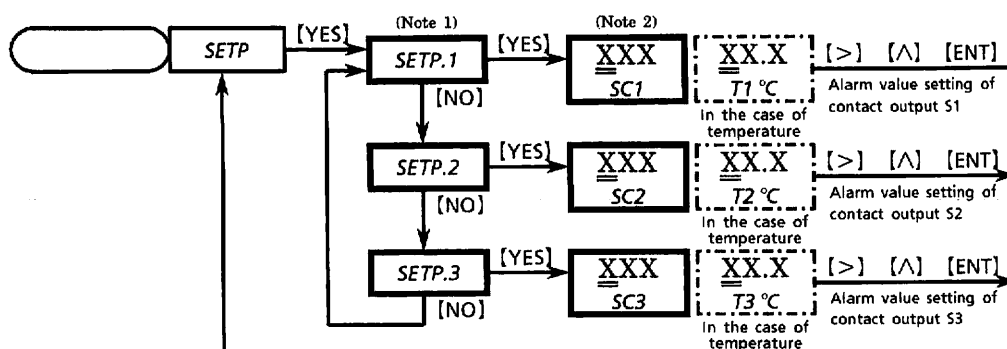 (Note 1) (Note 2)
SETP [YES] SETP.1 [YES] XXX SC1 XX.X T1 °C [>] [∧] [ENT]
Alarm value setting of
contact output S1
[NO]
In the case of
temperature
SETP.2 [YES] XXX SC2 XX.X T2 °C [>] [∧] [ENT]
Alarm value setting of
contact output S2
[NO]
In the case of
temperature
SETP.3 [YES] XXX SC3 XX.X T3 °C [>] [∧] [ENT]
Alarm value setting of
contact output S3
[NO]
In the case of
temperature